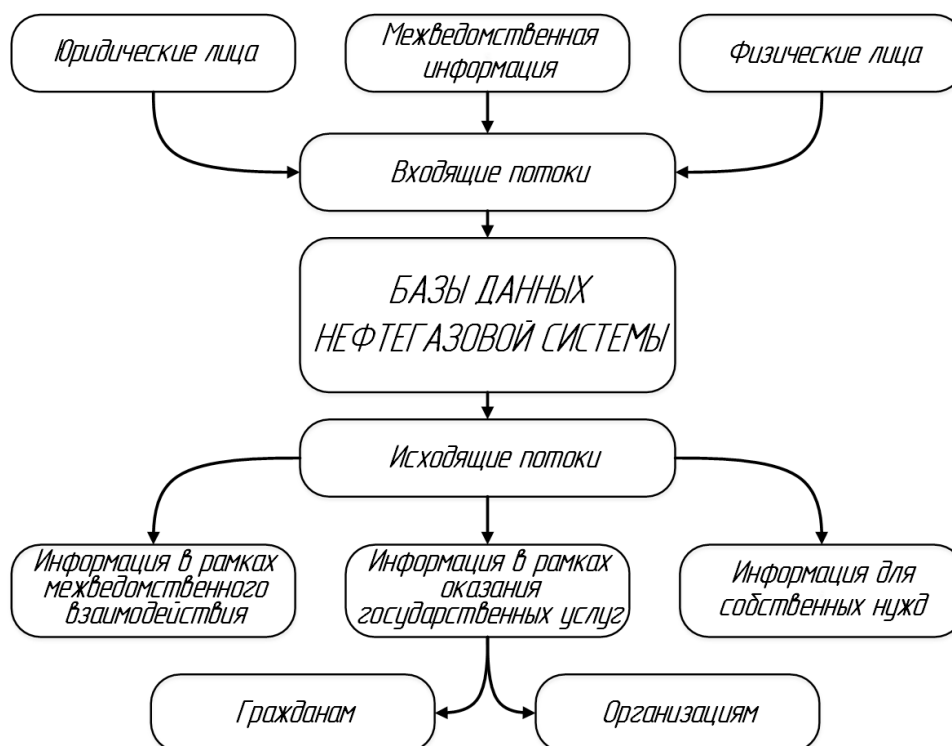 Юридические лица
Межведомственная
информация
Физические лица
Входящие потоки
БАЗЫ ДАННЫХ
НЕФТЕГАЗОВОЙ СИСТЕМЫ
Исходящие потоки
Информация в рамках
межведомственного
взаимодействия
Информация в рамках
оказания
государственных услуг
Информация для
собственных нужд
Гражданам
Организациям